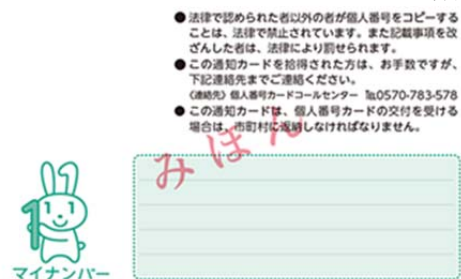 ●法律で認められた者以外の者が個人番号をコピーする
ことは、法律で禁止されています。また記載事項を改
ざんした者は、法律により罰せられます。
●この通知カードを拾得された方は、お手数ですが、
下記連絡先までご連絡ください。
《連絡先》個人番号カードコールセンター ℡0570-783-578
●この通知カードは、個人番号カードの交付を受ける
場合は、市町村に返納しなければなりません。
みほん
1
マイナンバー